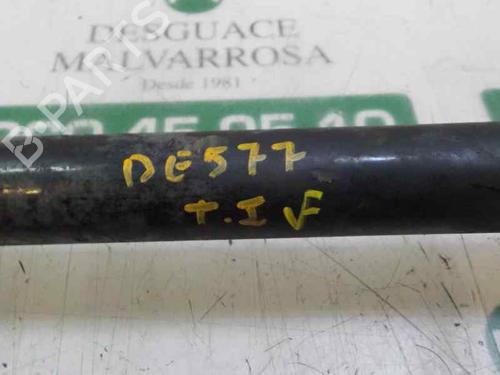 DESGUACE
MALVARROSA
Desde 1981
B-PARTS
DE577
T.I F